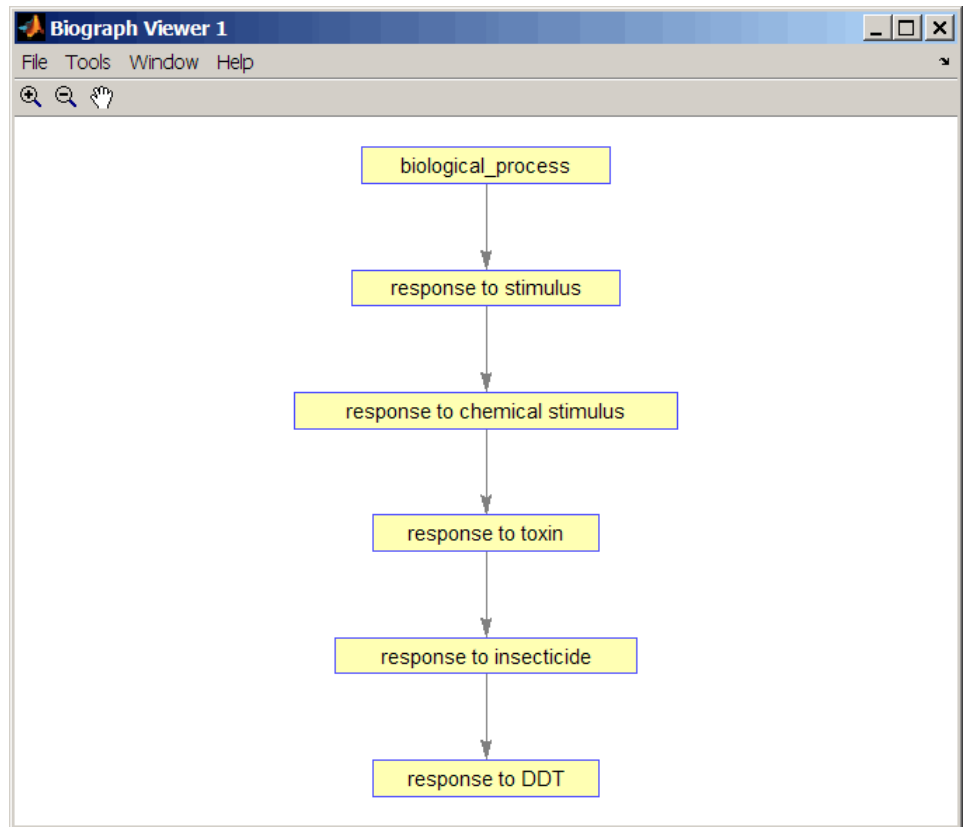 Biograph Viewer 1
File Tools Window Help
biological_process
response to stimulus
response to chemical stimulus
response to toxin
response to insecticide
response to DDT